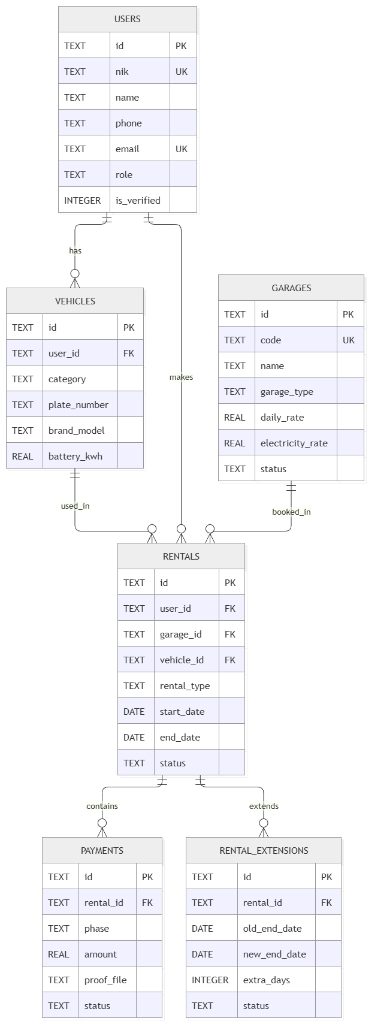 USERS
TEXT id PK
TEXT nik UK
TEXT name
TEXT phone
TEXT email UK
TEXT role
INTEGER is_verified
has
makes
VEHICLES
TEXT id PK
TEXT user_id FK
TEXT category
TEXT plate_number
TEXT brand_model
REAL battery_kwh
GARAGES
TEXT id PK
TEXT code UK
TEXT name
TEXT garage_type
REAL daily_rate
REAL electricity_rate
TEXT status
used_in
booked_in
RENTALS
TEXT id PK
TEXT user_id FK
TEXT garage_id FK
TEXT vehicle_id FK
TEXT rental_type
DATE start_date
DATE end_date
TEXT status
contains
extends
PAYMENTS
TEXT id PK
TEXT rental_id FK
TEXT phase
REAL amount
TEXT proof_file
TEXT status
RENTAL_EXTENSIONS
TEXT id PK
TEXT rental_id FK
DATE old_end_date
DATE new_end_date
INTEGER extra_days
TEXT status